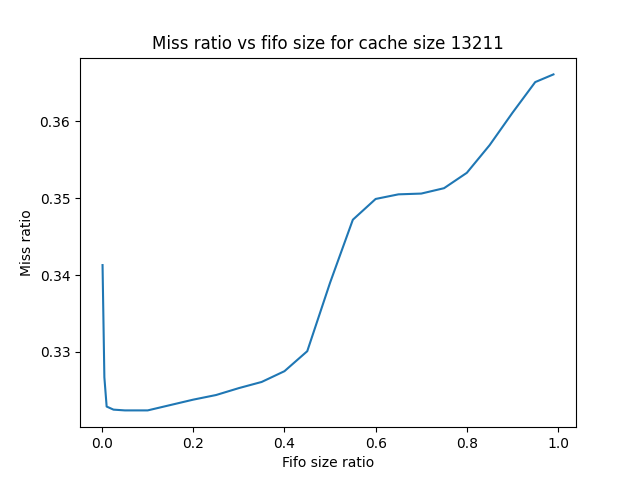 Miss ratio vs fifo size for cache size 13211
0.36
0.35
0.34
0.33
Miss ratio
0.0 0.2 0.4 0.6 0.8 1.0
Fifo size ratio